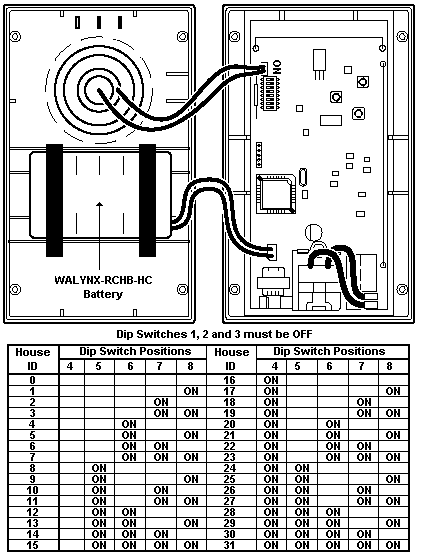 ON
WALYNX-RCHB-HC
Battery
Dip Switches 1, 2 and 3 must be OFF
House Dip Switch Positions House Dip Switch Positions
ID 4 5 6 7 8 ID 4 5 6 7 8
0 16 ON
1 ON 17 ON ON
2 ON 18 ON ON
3 ON ON 19 ON ON ON
4 ON 20 ON ON
5 ON ON 21 ON ON ON
6 ON ON 22 ON ON ON
7 ON ON ON 23 ON ON ON ON
8 ON 24 ON ON
9 ON ON 25 ON ON ON
10 ON ON 26 ON ON ON
11 ON ON ON 27 ON ON ON ON
12 ON ON 28 ON ON ON
13 ON ON ON 29 ON ON ON ON
14 ON ON ON 30 ON ON ON ON
15 ON ON ON ON 31 ON ON ON ON ON